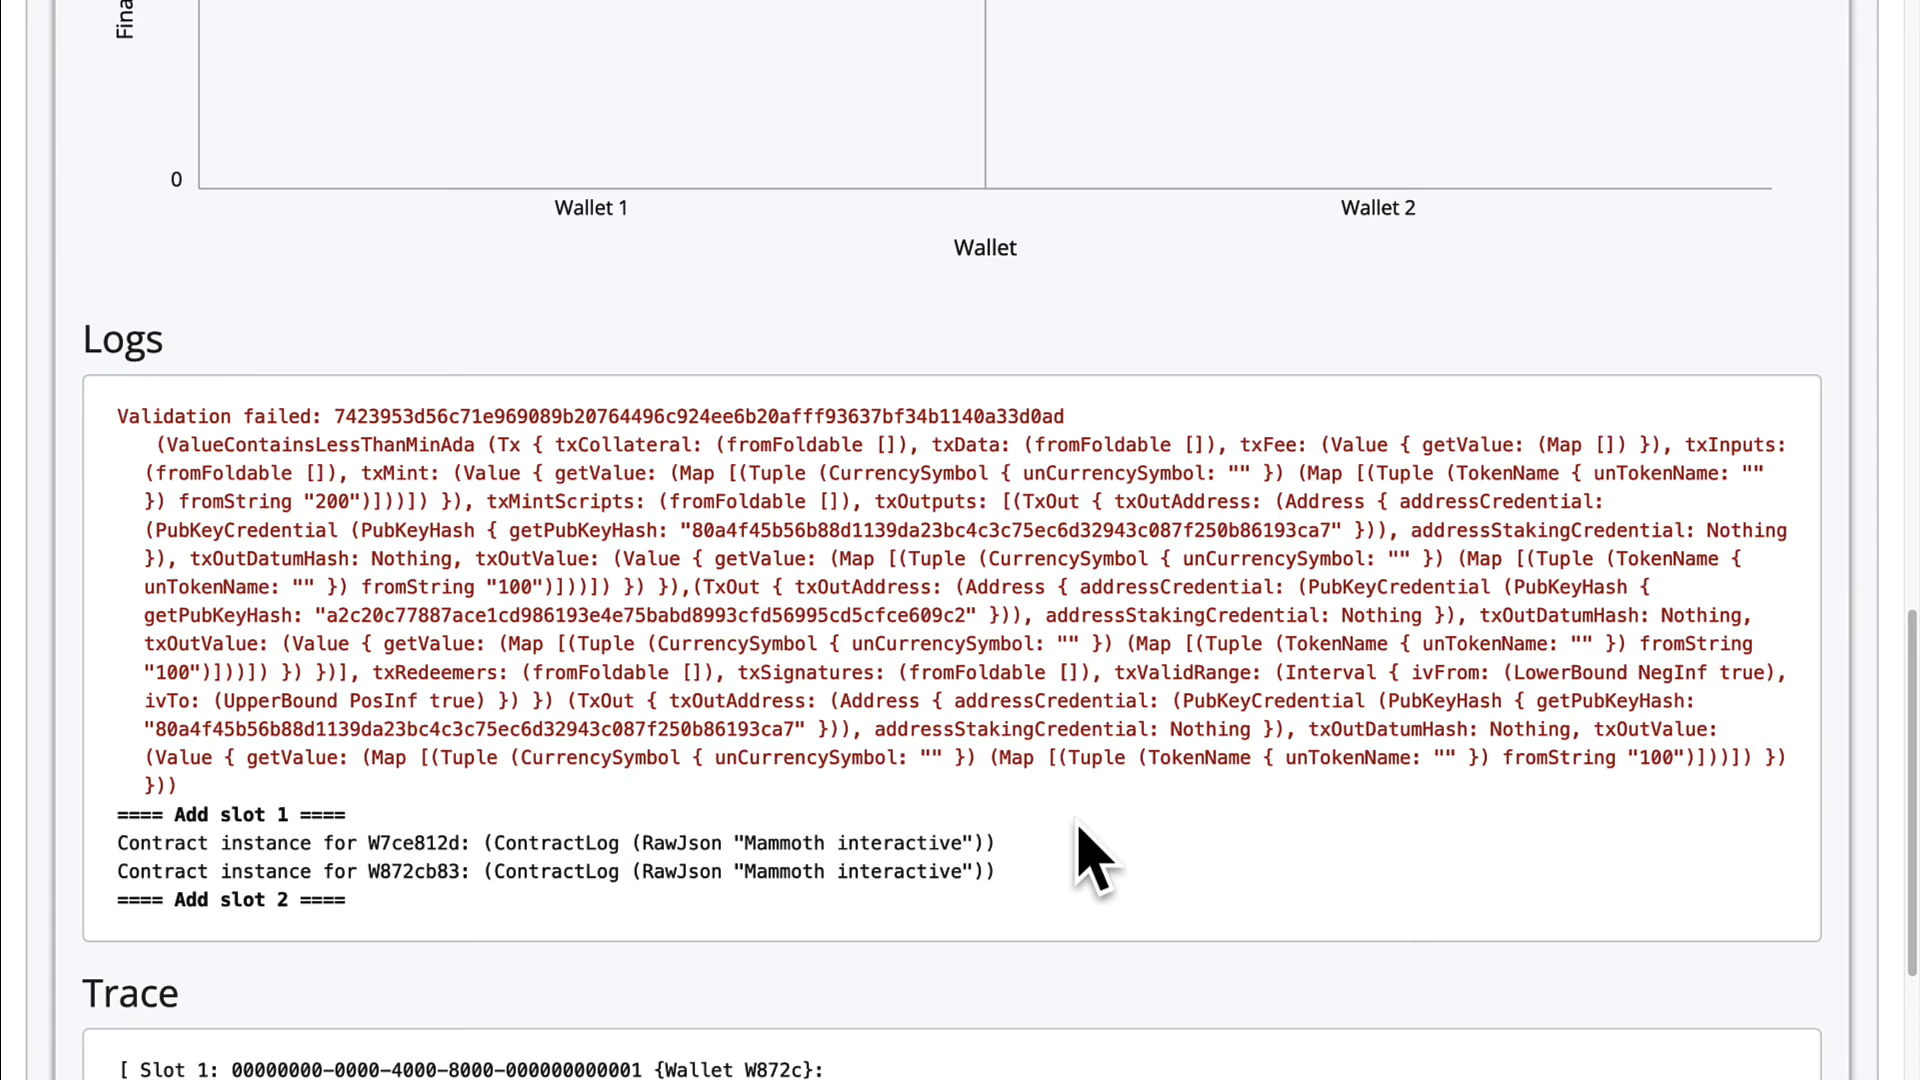 Fina
0
Wallet 1
Wallet 2
Wallet
Logs
Validation failed: 7423953d56c71e969089b20764496c924ee6b20afff93637bf34b1140a33d0ad
(ValueContainsLessThanMinAda (Tx { txCollateral: (fromFoldable []), txData: (fromFoldable []), txFee: (Value { getValue: (Map []) }), txInputs:
(fromFoldable []), txMint: (Value { getValue: (Map [(Tuple (CurrencySymbol { unCurrencySymbol: "" }) (Map [(Tuple (TokenName { unTokenName: ""
}) fromString "200")]))]) }), txMintScripts: (fromFoldable []), txOutputs: [(TxOut { txOutAddress: (Address { addressCredential:
(PubKeyCredential (PubKeyHash { getPubKeyHash: "80a4f45b56b88d1139da23bc4c3c75ec6d32943c087f250b86193ca7" })), addressStakingCredential: Nothing
}), txOutDatumHash: Nothing, txOutValue: (Value { getValue: (Map [(Tuple (CurrencySymbol { unCurrencySymbol: "" }) (Map [(Tuple (TokenName {
unTokenName: "" }) fromString "100")]))]) }) }),(TxOut { txOutAddress: (Address { addressCredential: (PubKeyCredential (PubKeyHash {
getPubKeyHash: "a2c20c77887ace1cd986193e4e75babd8993cfd56995cd5cfce609c2" })), addressStakingCredential: Nothing }), txOutDatumHash: Nothing,
txOutValue: (Value { getValue: (Map [(Tuple (CurrencySymbol { unCurrencySymbol: "" }) (Map [(Tuple (TokenName { unTokenName: "" }) fromString
"100")]))]) }) })], txRedeemers: (fromFoldable []), txSignatures: (fromFoldable []), txValidRange: (Interval { ivFrom: (LowerBound NegInf true),
ivTo: (UpperBound PosInf true) }) }) (TxOut { txOutAddress: (Address { addressCredential: (PubKeyCredential (PubKeyHash { getPubKeyHash:
"80a4f45b56b88d1139da23bc4c3c75ec6d32943c087f250b86193ca7" })), addressStakingCredential: Nothing }), txOutDatumHash: Nothing, txOutValue:
(Value { getValue: (Map [(Tuple (CurrencySymbol { unCurrencySymbol: "" }) (Map [(Tuple (TokenName { unTokenName: "" }) fromString "100")]))]) })
}))
==== Add slot 1 ====
Contract instance for W7ce812d: (ContractLog (RawJson "Mammoth interactive"))
Contract instance for W872cb83: (ContractLog (RawJson "Mammoth interactive"))
==== Add slot 2 ====
Trace
[ Slot 1: 00000000-0000-4000-8000-000000000001 {Wallet W872c}: